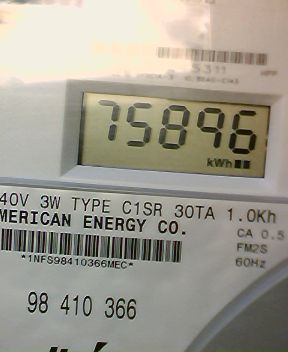 5311
75896
kWh
40V 3W TYPE C1SR 30TA 1.0Kh
MERICAN ENERGY CO.
CA 0.5
*1NFS98410366MEC*
FM2S
60Hz
98 410 366